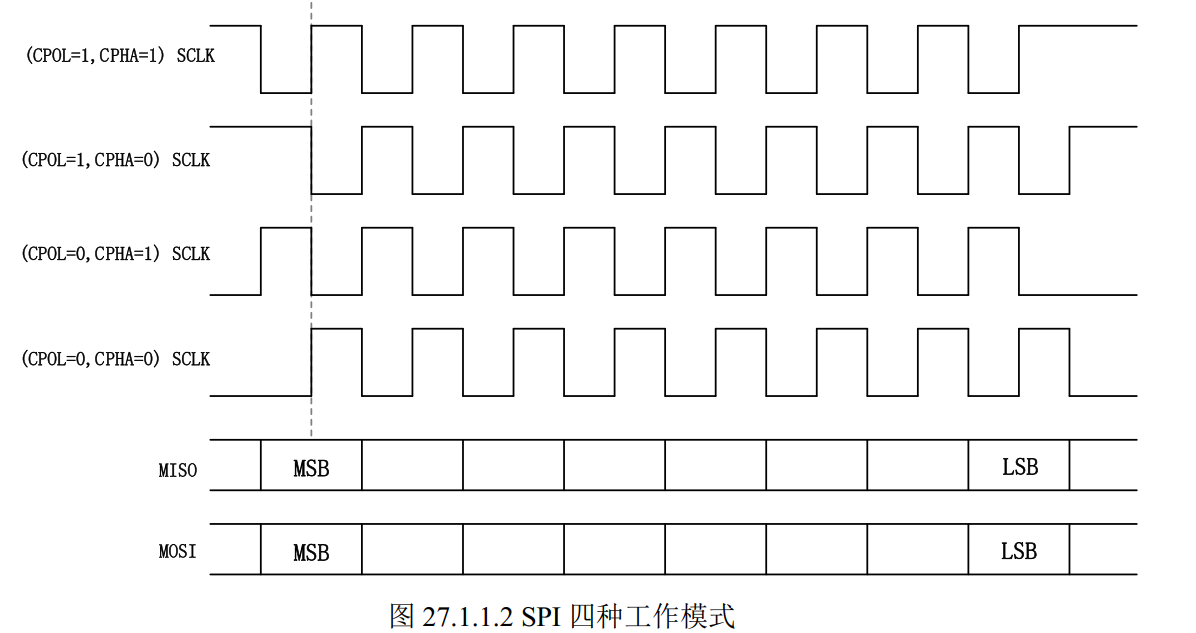 (CPOL=1,CPHA=1) SCLK
(CPOL=1,CPHA=0) SCLK
(CPOL=0,CPHA=1) SCLK
(CPOL=0,CPHA=0) SCLK
MISO MSB LSB
MOSI MSB LSB
图 27.1.1.2 SPI 四种工作模式